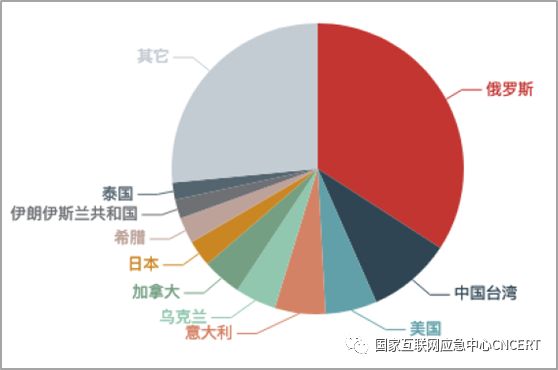 其它
俄罗斯
泰国
伊朗伊斯兰共和国
希腊
日本
加拿大
乌克兰
意大利
中国台湾
美国
国家互联网应急中心CNCERT